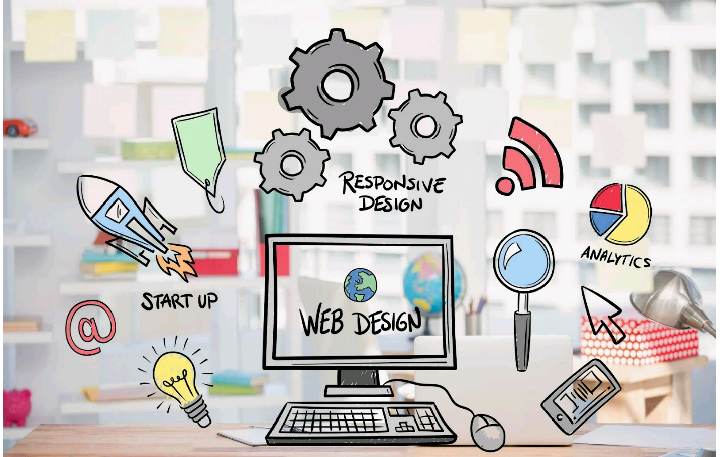 RESPONSIVE
DESIGN
ANALYTICS
START UP
@
WEB DESIGN